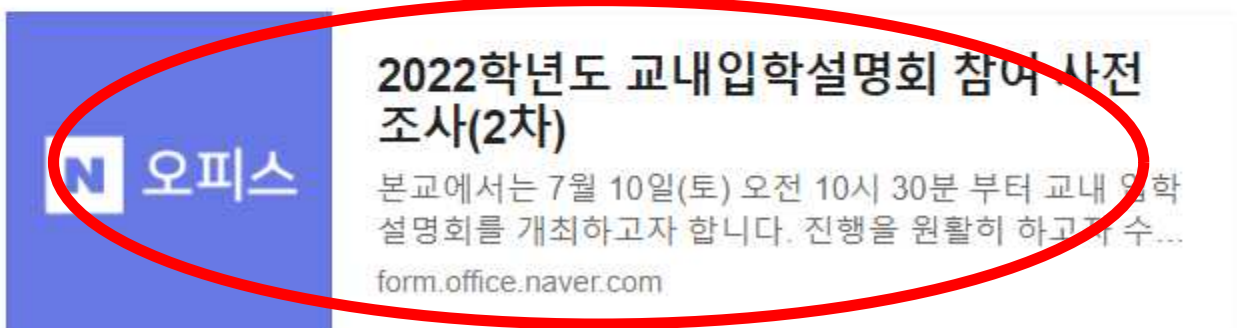 N 오피스
2022학년도 교내입학설명회 참여 사전
조사(2차)
본교에서는 7월 10일(토) 오전 10시 30분 부터 교내 입학
설명회를 개최하고자 합니다. 진행을 원활히 하고자 수...
form.office.naver.com